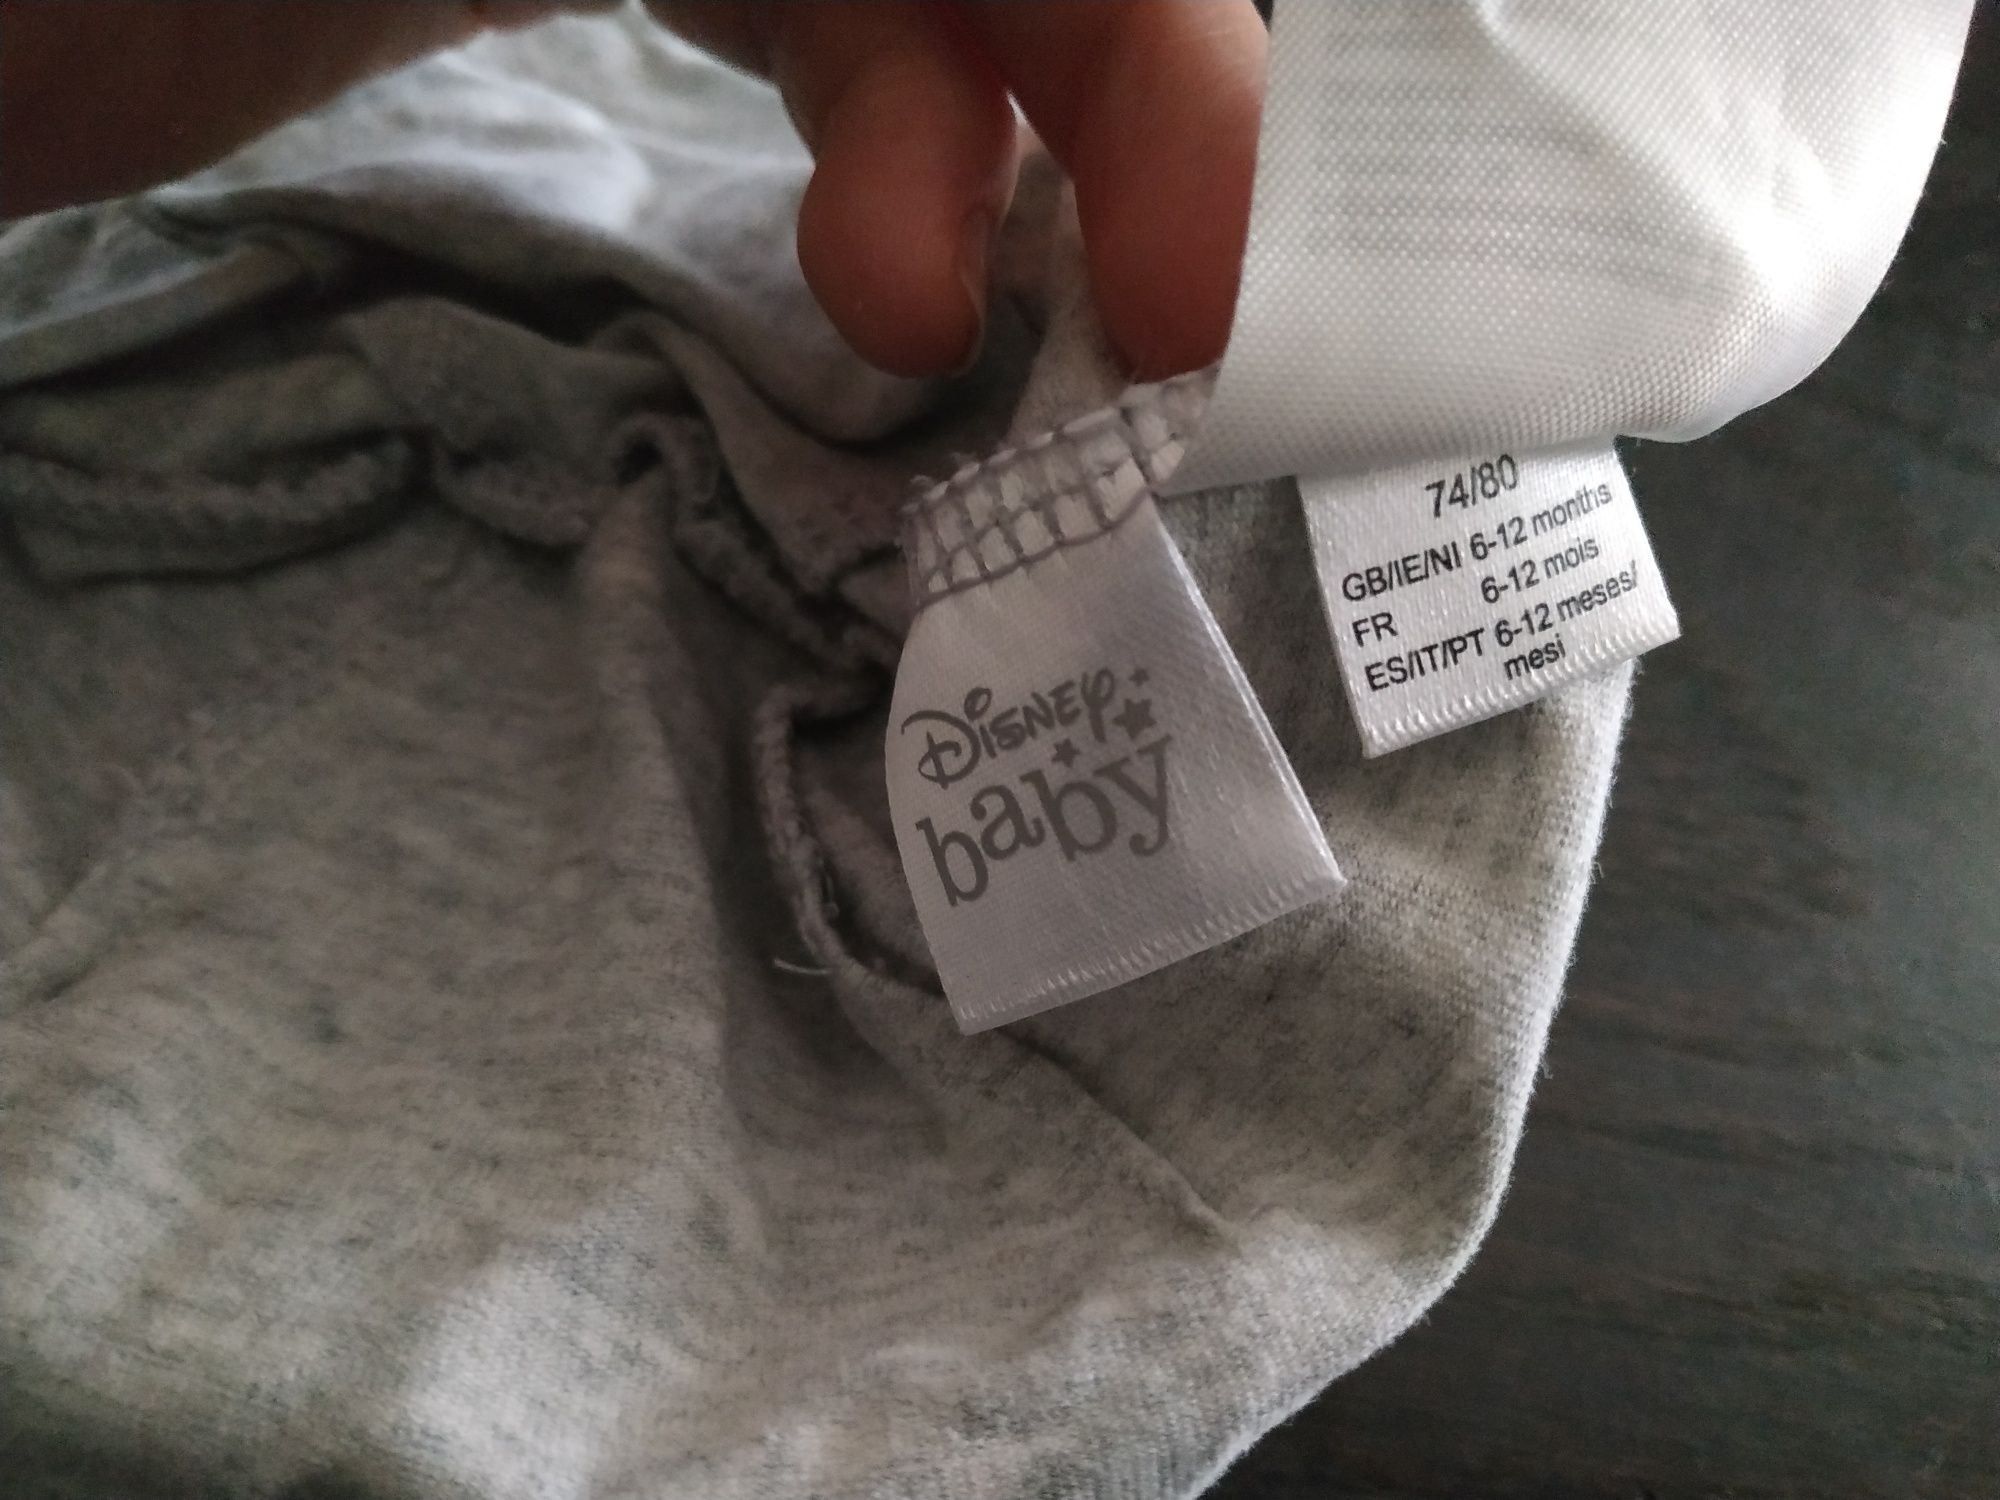 74/80
GB/IE/NI 6-12 months
FR 6-12 mois
ES/IT/PT 6-12 meses/
mesi
Disney
baby